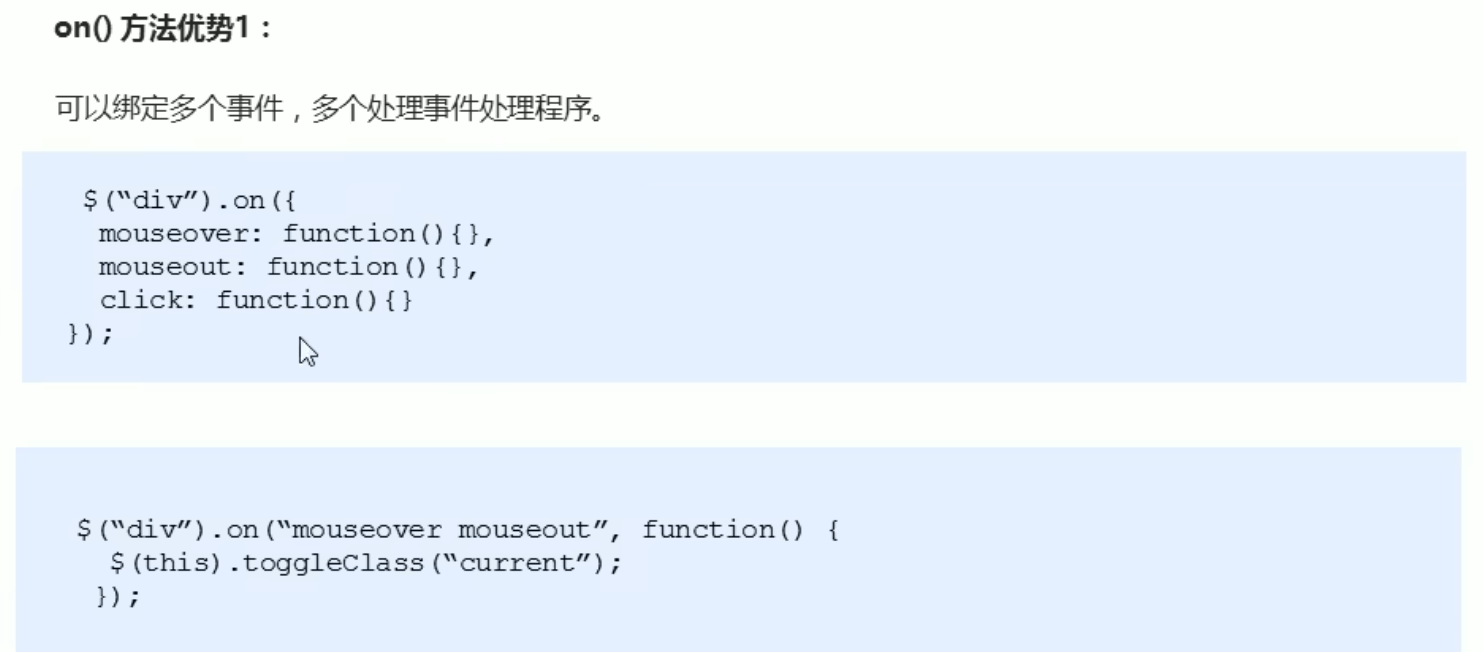 on() 方法优势1：
可以绑定多个事件，多个处理事件处理程序。
$(“div”).on({
mouseover: function(){},
mouseout: function(){},
click: function(){}
});
$(“div”).on(“mouseover mouseout”, function() {
$(this).toggleClass(“current”);
});